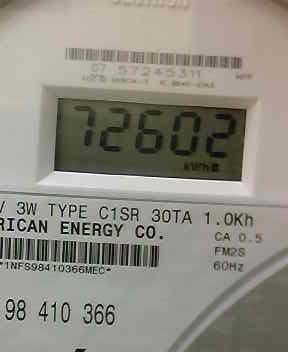 07 57245311
72602
kWh
V 3W TYPE C1SR 30TA 1.0Kh
RICAN ENERGY CO.
CA 0.5
FM2S
60Hz
*1NFS98410366MEC*
98 410 366